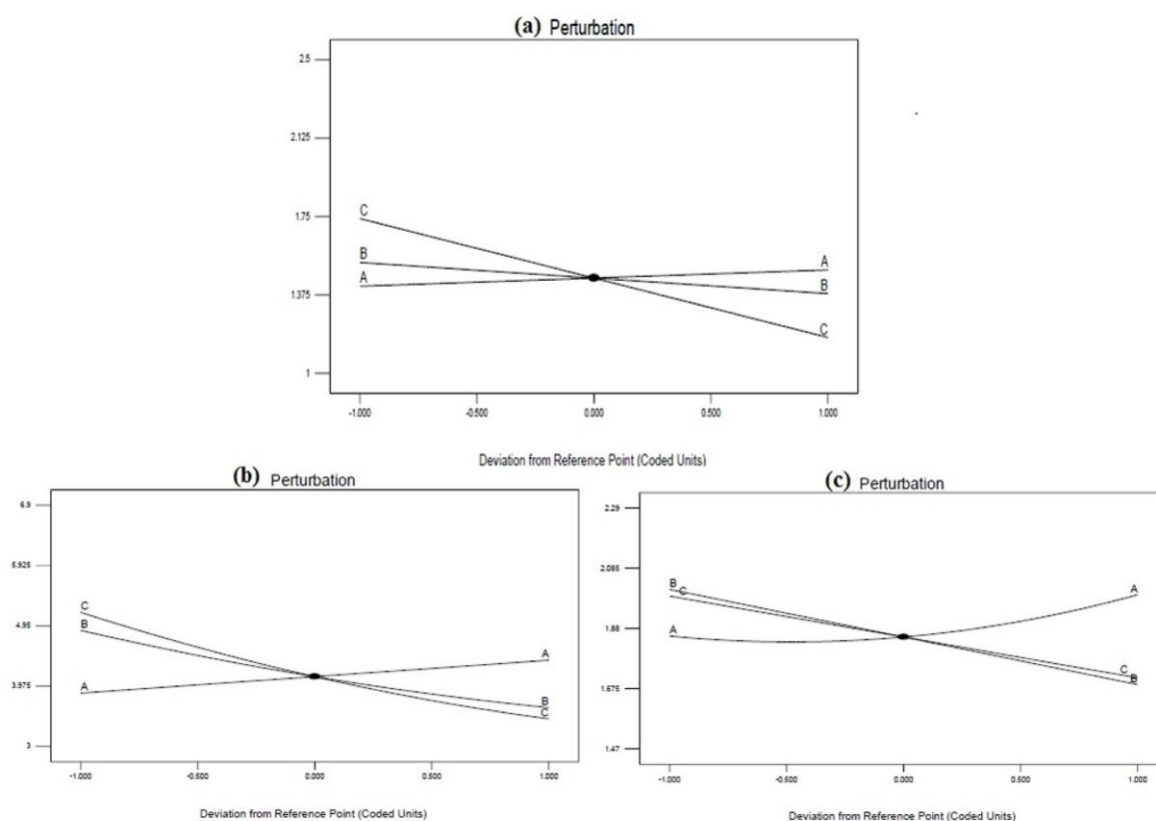 (a) Perturbation
2.5
2.125
1.75
1.375
1
C
B
A
A
B
C
-1.000 -0.500 0.000 0.500 1.000
Deviation from Reference Point (Coded Units)
(b) Perturbation
6.9
5.925
4.95
3.975
3
C
B
A
A
B
C
-1.000 -0.500 0.000 0.500 1.000
Deviation from Reference Point (Coded Units)
(c) Perturbation
2.29
2.085
1.88
1.675
1.47
B
C
A
A
C
B
-1.000 -0.500 0.000 0.500 1.000
Deviation from Reference Point (Coded Units)